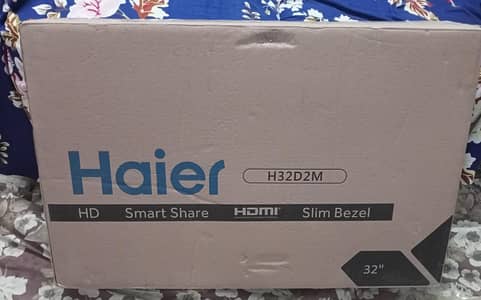 Haier H32D2M
HD Smart Share HDMI Slim Bezel
32"